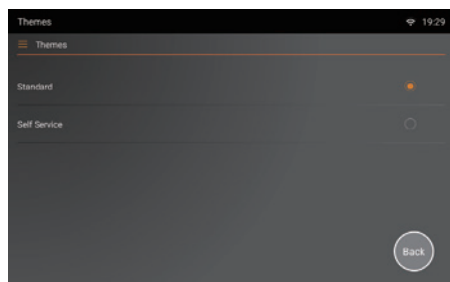 Themes 19:29
Themes
Standard
Self Service
Back